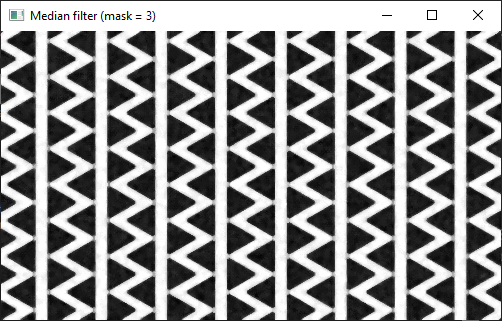 Median filter (mask = 3)